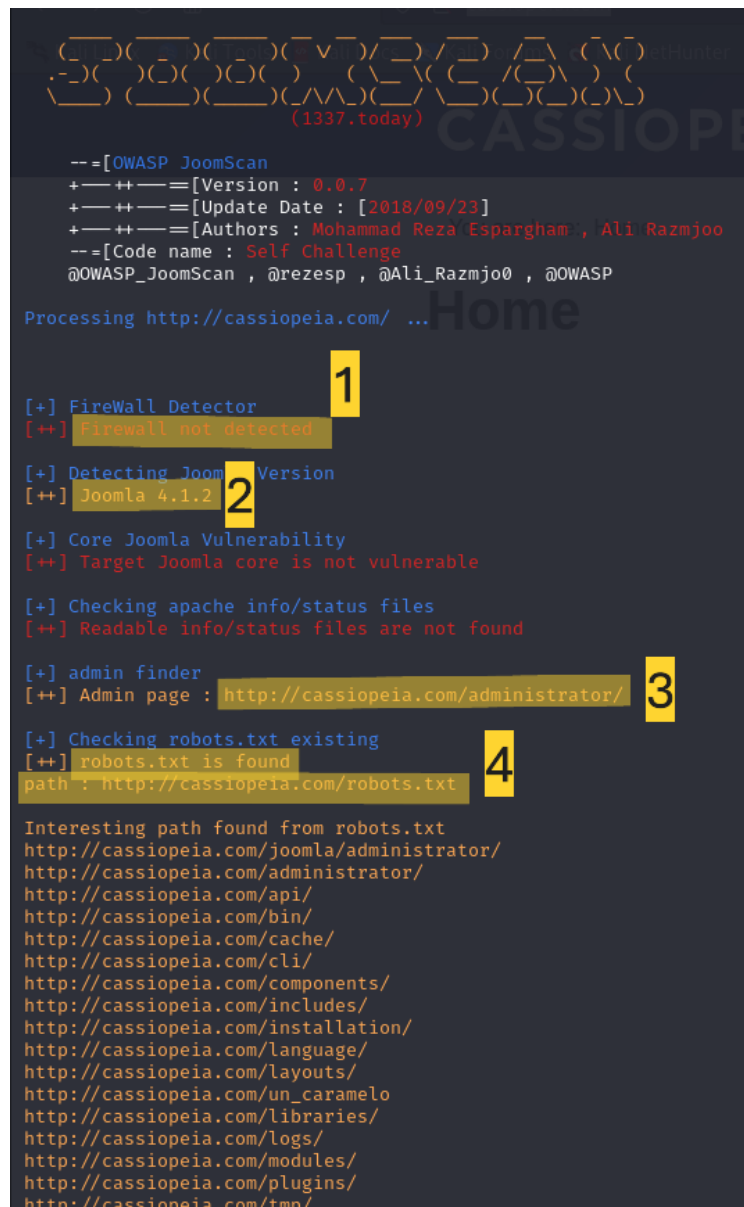 (1337.today)
--=[OWASP JoomScan
+---++---==[Version : 0.0.7
+---++---==[Update Date : [2018/09/23]
+---++---==[Authors : Mohammad Reza Espargham , Ali Razmjoo
--=[Code name : Self Challenge
@OWASP_JoomScan , @rezesp , @Ali_Razmjo0 , @OWASP
CASSIOPE
Home
Processing http://cassiopeia.com/ ...
1
[+] FireWall Detector
[++] Firewall not detected
2
[+] Detecting Joom Version
[++] Joomla 4.1.2
[+] Core Joomla Vulnerability
[++] Target Joomla core is not vulnerable
[+] Checking apache info/status files
[++] Readable info/status files are not found
[+] admin finder
[++] Admin page : http://cassiopeia.com/administrator/
3
[+] Checking robots.txt existing
[++] robots.txt is found
path : http://cassiopeia.com/robots.txt
4
Interesting path found from robots.txt
http://cassiopeia.com/joomla/administrator/
http://cassiopeia.com/administrator/
http://cassiopeia.com/api/
http://cassiopeia.com/bin/
http://cassiopeia.com/cache/
http://cassiopeia.com/cli/
http://cassiopeia.com/components/
http://cassiopeia.com/includes/
http://cassiopeia.com/installation/
http://cassiopeia.com/language/
http://cassiopeia.com/layouts/
http://cassiopeia.com/un_caramelo
http://cassiopeia.com/libraries/
http://cassiopeia.com/logs/
http://cassiopeia.com/modules/
http://cassiopeia.com/plugins/
http://cassiopeia.com/tmp/